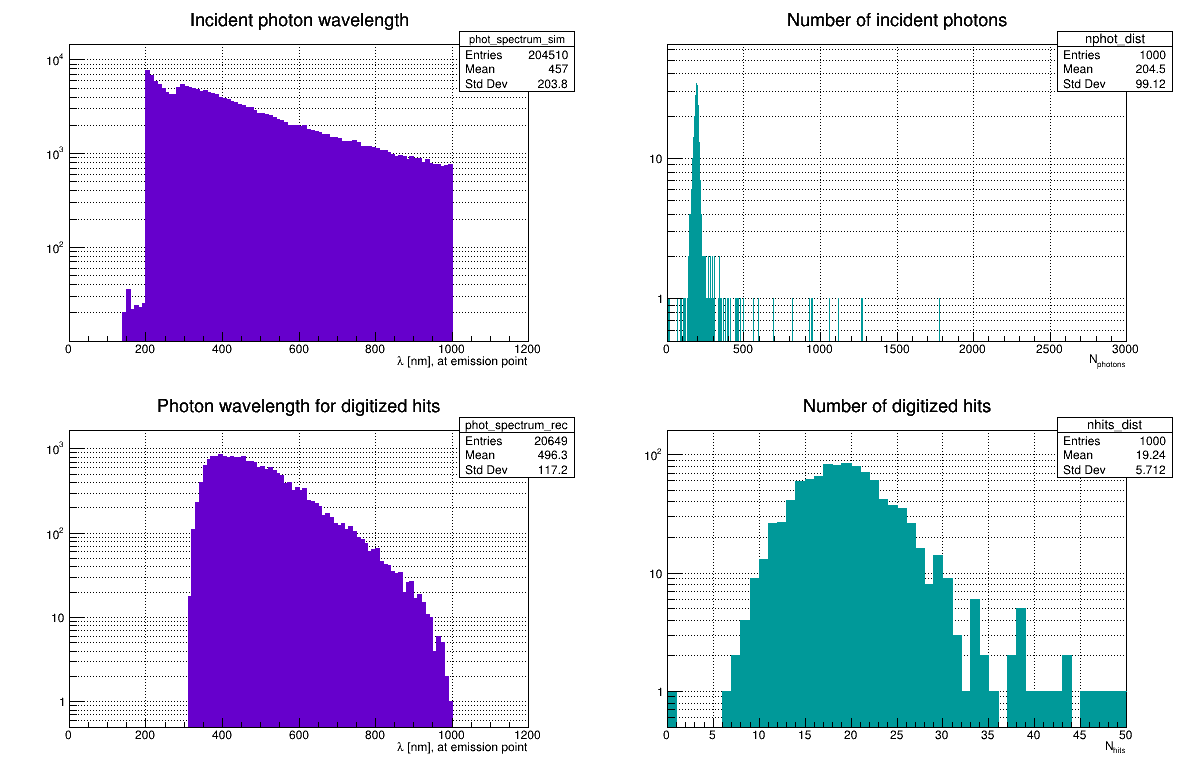 Incident photon wavelength
phot_spectrum_sim
Entries 204510
Mean 457
Std Dev 203.8
10^4
10^3
10^2
0 200 400 600 800 1000 1200
λ [nm], at emission point
Number of incident photons
nphot_dist
Entries 1000
Mean 204.5
Std Dev 99.12
10
1
0 500 1000 1500 2000 2500 3000
N_photons
Photon wavelength for digitized hits
phot_spectrum_rec
Entries 20649
Mean 496.3
Std Dev 117.2
10^3
10^2
10
1
0 200 400 600 800 1000 1200
λ [nm], at emission point
Number of digitized hits
nhits_dist
Entries 1000
Mean 19.24
Std Dev 5.712
10^2
10
1
0 5 10 15 20 25 30 35 40 45 50
N_hits